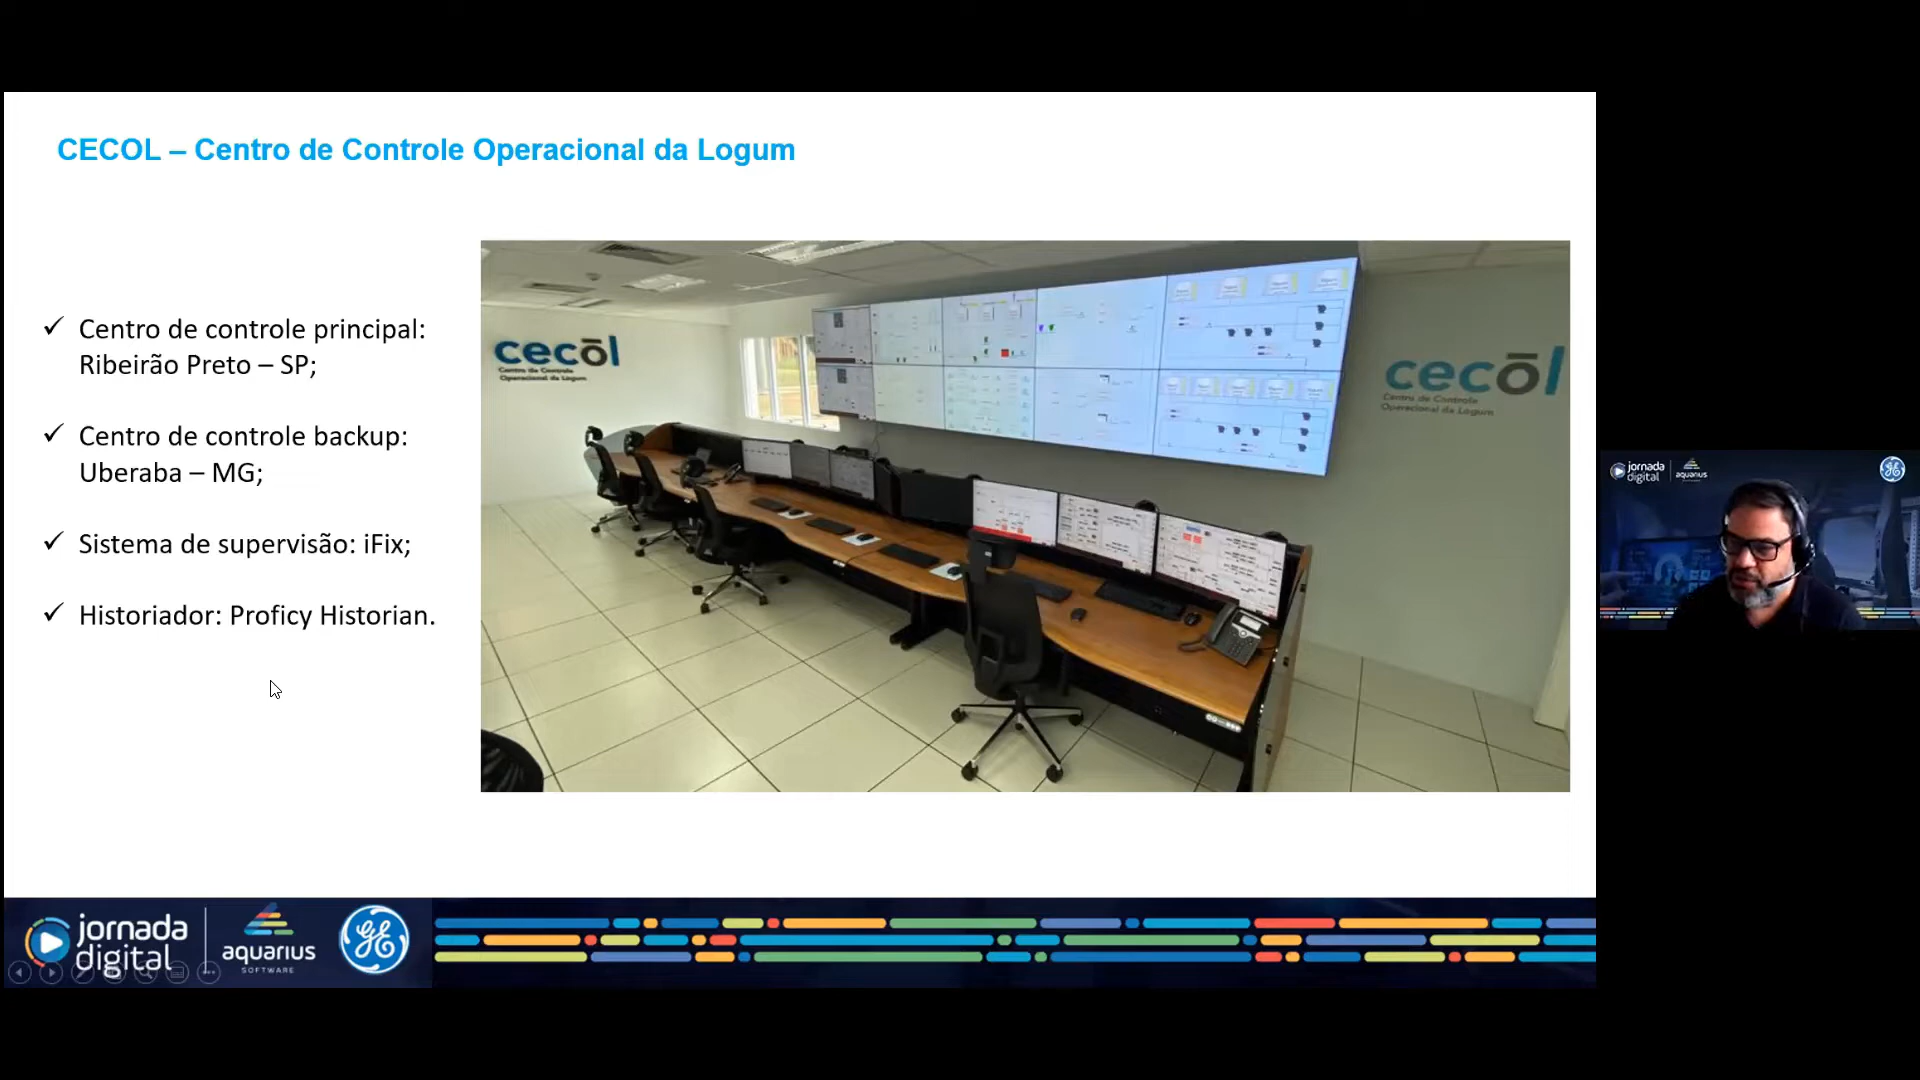 CECOL – Centro de Controle Operacional da Logum
✓ Centro de controle principal:
Ribeirão Preto – SP;
✓ Centro de controle backup:
Uberaba – MG;
✓ Sistema de supervisão: iFix;
✓ Historiador: Proficy Historian.
cecōl
Centro de Controle
Operacional da Logum
cecōl
Centro de Controle
Operacional da Logum
jornada
digital
aquarius
GE
jornada
digital
aquarius
SOFTWARE
GE